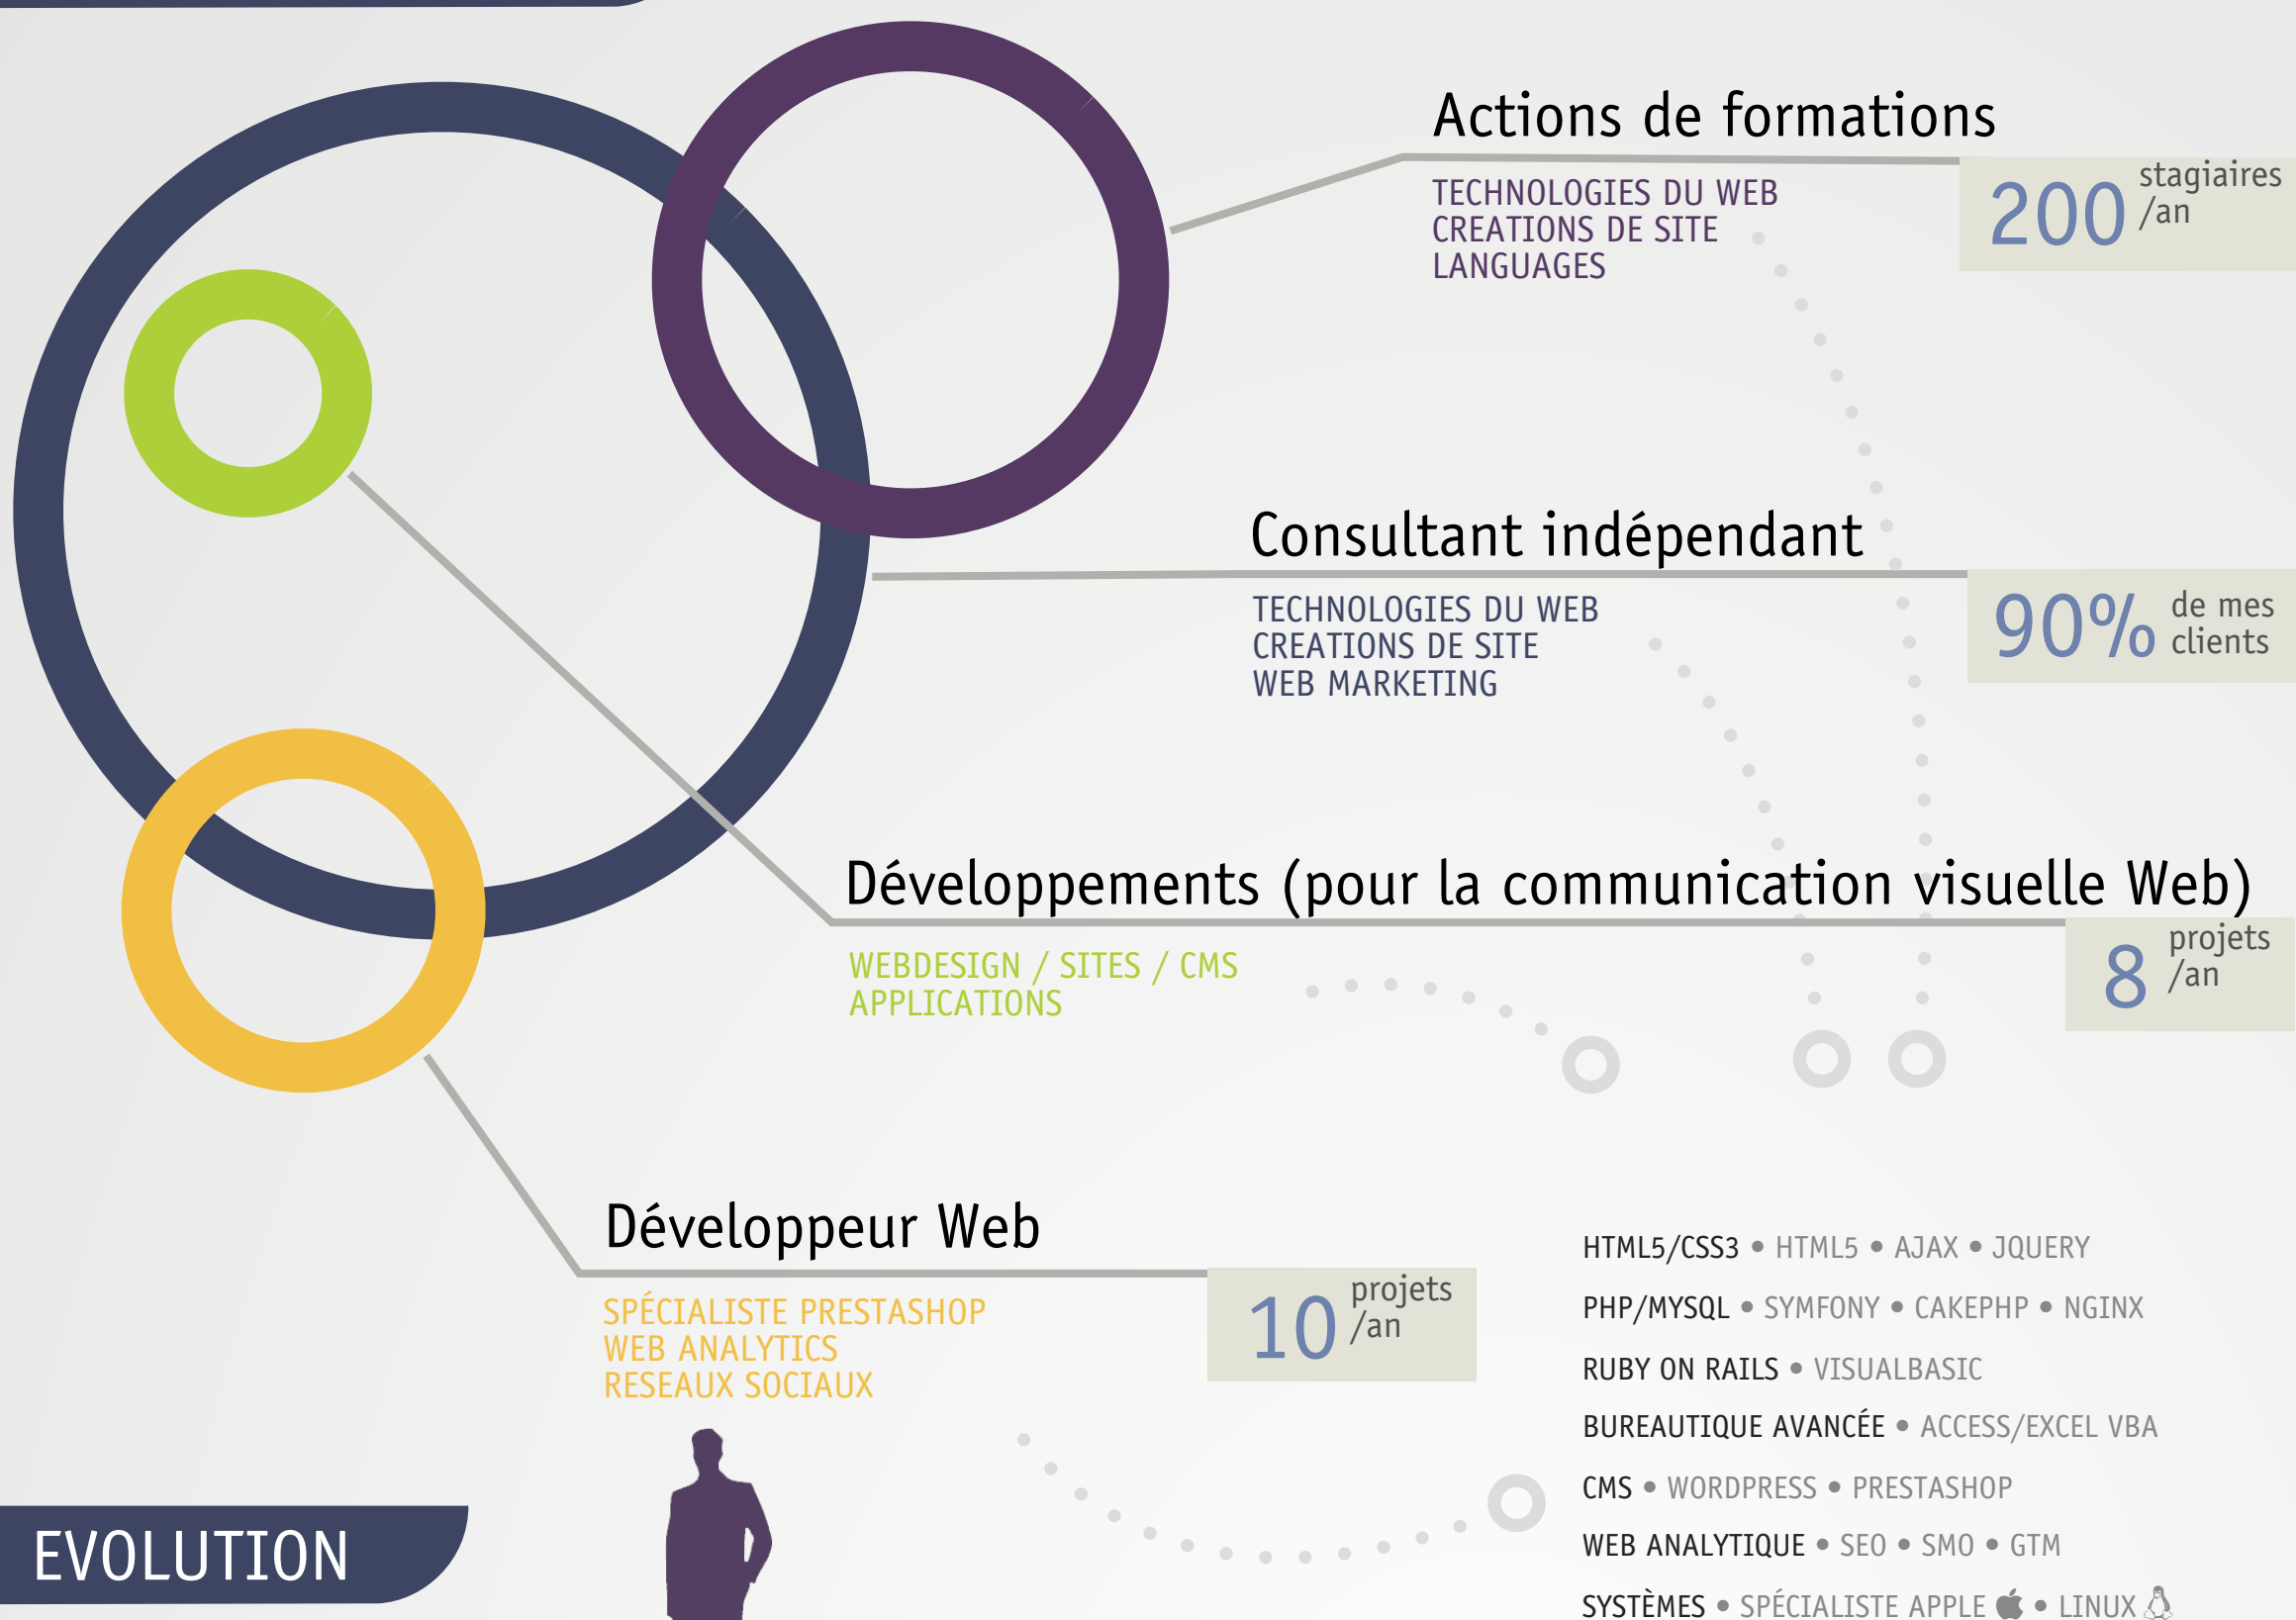 Actions de formations
TECHNOLOGIES DU WEB
CREATIONS DE SITE
LANGUAGES
200 stagiaires
/an
Consultant indépendant
TECHNOLOGIES DU WEB
CREATIONS DE SITE
WEB MARKETING
90% de mes
clients
Développements (pour la communication visuelle Web)
WEBDESIGN / SITES / CMS
APPLICATIONS
8 projets
/an
Développeur Web
SPÉCIALISTE PRESTASHOP
WEB ANALYTICS
RESEAUX SOCIAUX
10 projets
/an
HTML5/CSS3 • HTML5 • AJAX • JQUERY
PHP/MYSQL • SYMFONY • CAKEPHP • NGINX
RUBY ON RAILS • VISUALBASIC
BUREAUTIQUE AVANCÉE • ACCESS/EXCEL VBA
CMS • WORDPRESS • PRESTASHOP
WEB ANALYTIQUE • SEO • SMO • GTM
SYSTÈMES • SPÉCIALISTE APPLE • LINUX
EVOLUTION